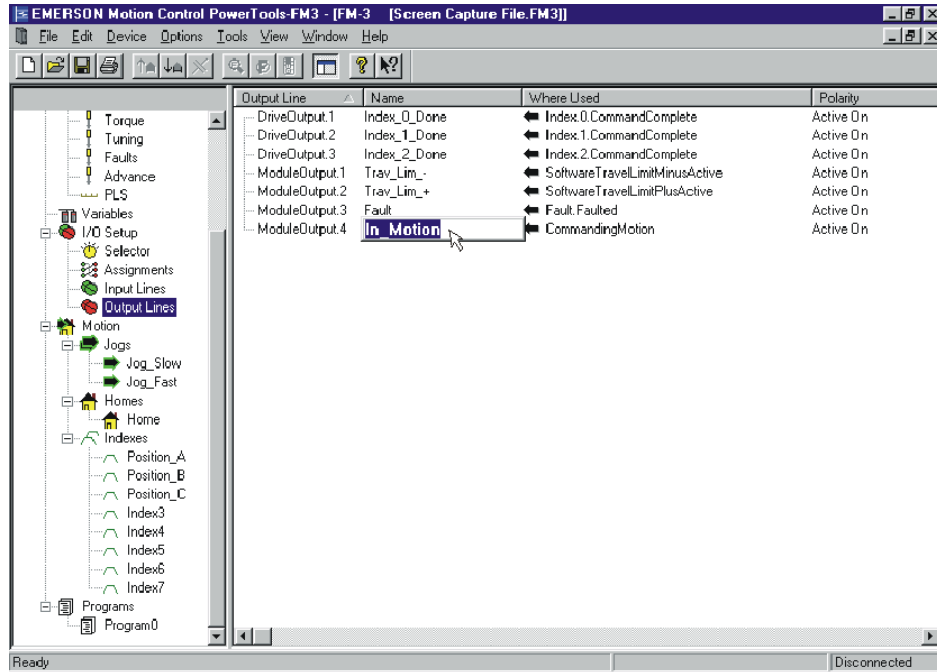 EMERSON Motion Control PowerTools-FM3 - [FM-3 [Screen Capture File.FM3]]
File Edit Device Options Tools View Window Help
Torque
Tuning
Faults
Advance
PLS
Variables
I/O Setup
Selector
Assignments
Input Lines
Output Lines
Motion
Jogs
Jog_Slow
Jog_Fast
Homes
Home
Indexes
Position_A
Position_B
Position_C
Index3
Index4
Index5
Index6
Index7
Programs
Program0
Output Line Name Where Used Polarity
DriveOutput.1 Index_0_Done Index.0.CommandComplete Active On
DriveOutput.2 Index_1_Done Index.1.CommandComplete Active On
DriveOutput.3 Index_2_Done Index.2.CommandComplete Active On
ModuleOutput.1 Trav_Lim_- SoftwareTravelLimitMinusActive Active On
ModuleOutput.2 Trav_Lim_+ SoftwareTravelLimitPlusActive Active On
ModuleOutput.3 Fault Fault.Faulted Active On
ModuleOutput.4 In_Motion CommandingMotion Active On
Ready Disconnected